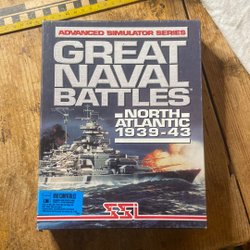 ADVANCED SIMULATOR SERIES
GREAT
NAVAL
BATTLES
NORTH
ATLANTIC
1939-43
SSI